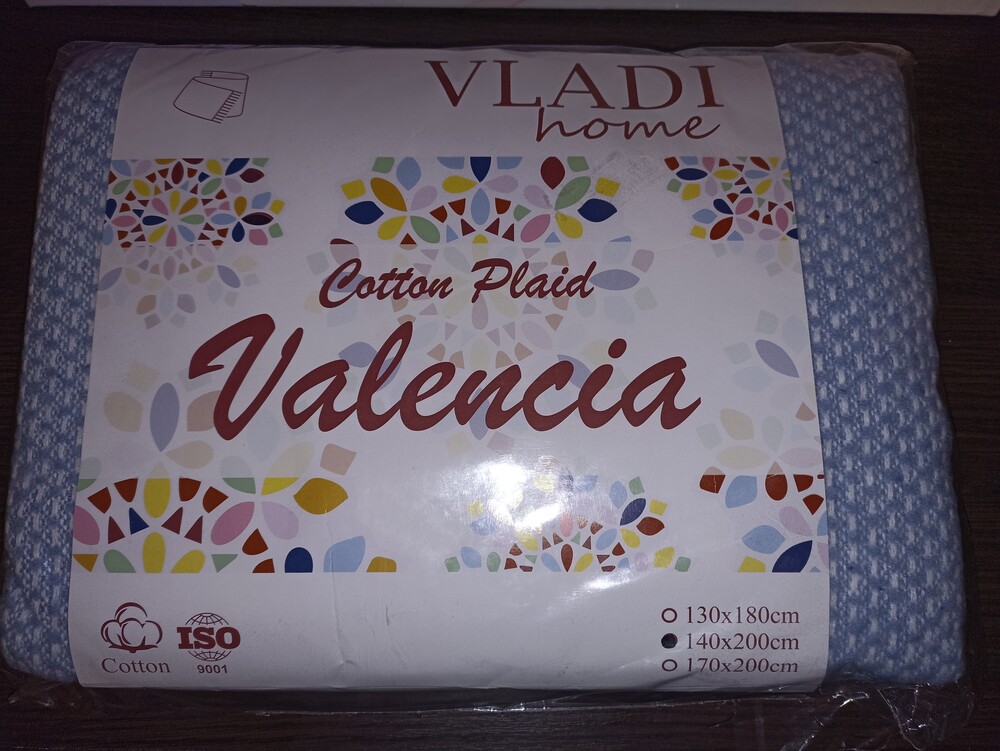 VLADI
home
Cotton Plaid
Valencia
Cotton
ISO
9001
130x180cm
140x200cm
170x200cm